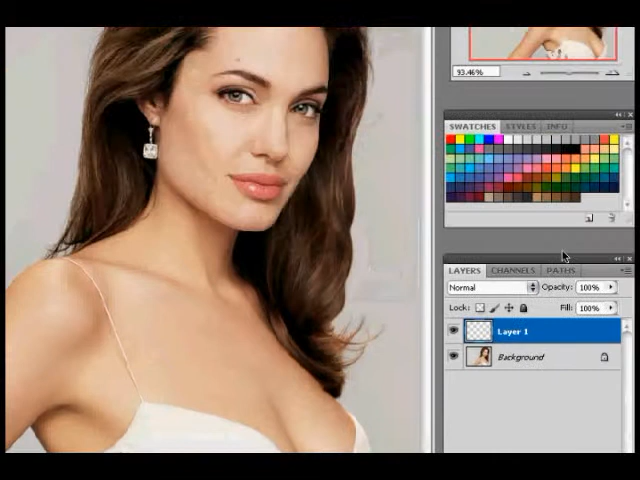 93.46%
SWATCHES STYLES INFO
LAYERS CHANNELS PATHS
Normal Opacity: 100%
Lock: Fill: 100%
Layer 1
Background